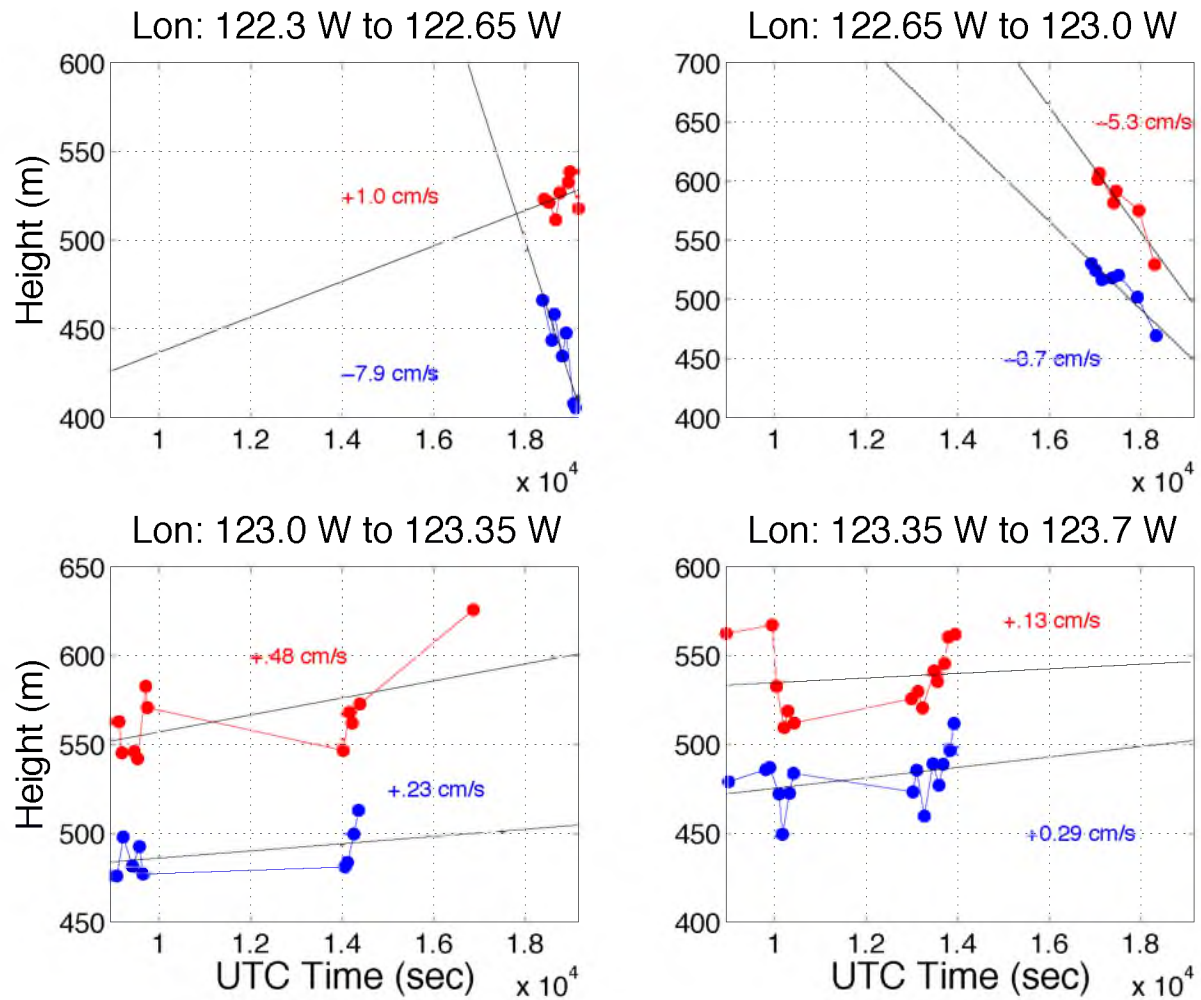 Lon: 122.3 W to 122.65 W
Height (m)
600
550
500
450
400
+1.0 cm/s
−7.9 cm/s
1 1.2 1.4 1.6 1.8
x 10^4
Lon: 122.65 W to 123.0 W
700
650
600
550
500
450
400
−5.3 cm/s
−3.7 cm/s
1 1.2 1.4 1.6 1.8
x 10^4
Lon: 123.0 W to 123.35 W
Height (m)
650
600
550
500
450
+.48 cm/s
+.23 cm/s
1 1.2 1.4 1.6 1.8
UTC Time (sec) x 10^4
Lon: 123.35 W to 123.7 W
600
550
500
450
400
+.13 cm/s
+0.29 cm/s
1 1.2 1.4 1.6 1.8
UTC Time (sec) x 10^4